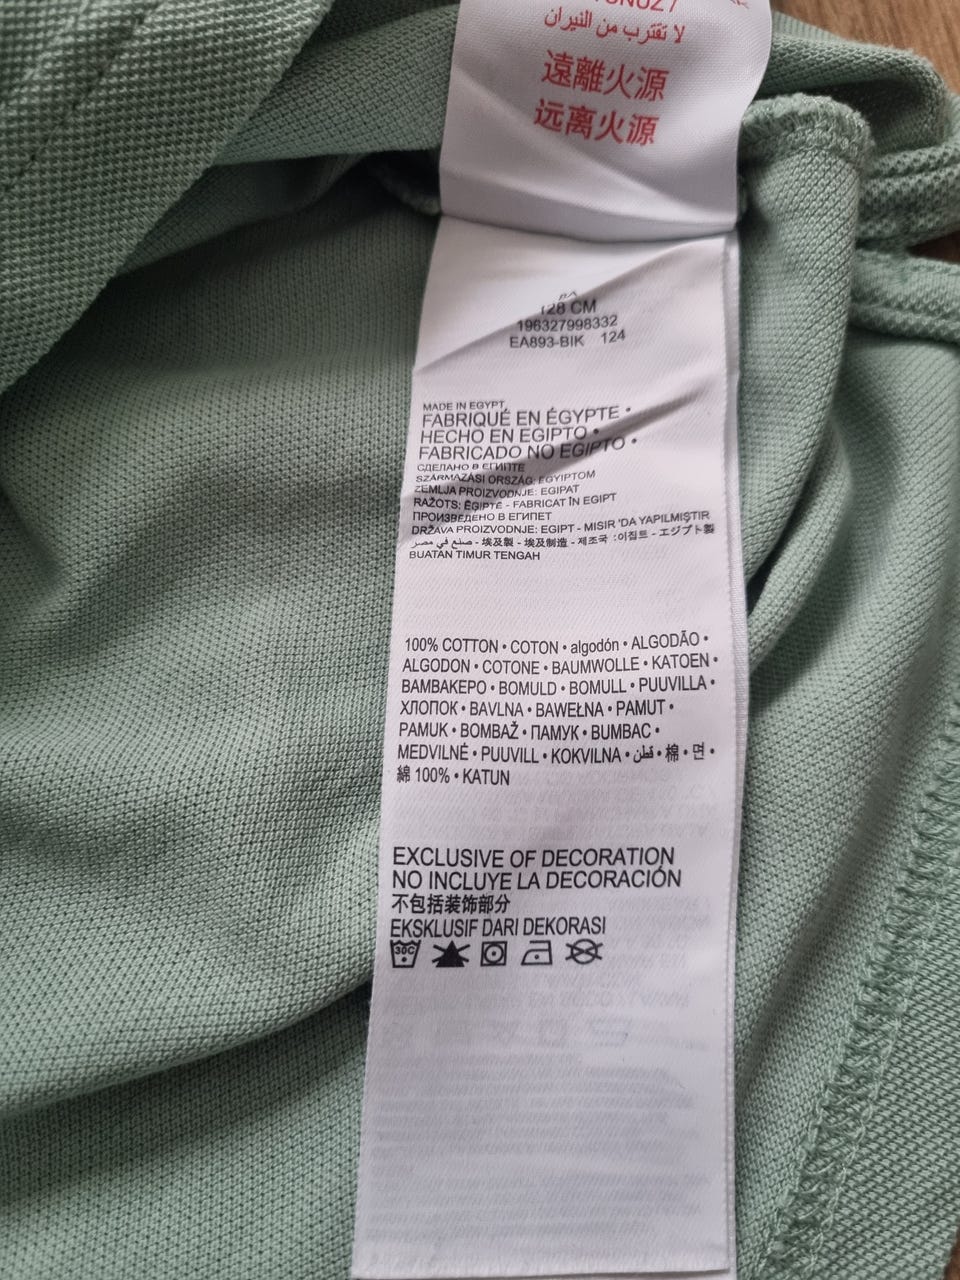 لا تقترب من النيران
遠離火源
远离火源
128 CM
196327998332
EA893-BIK 124
MADE IN EGYPT
FABRIQUÉ EN ÉGYPTE •
HECHO EN EGIPTO •
FABRICADO NO EGIPTO •
СДЕЛАНО В ЕГИПТЕ
SZÁRMAZÁSI ORSZÁG: EGYIPTOM
ZEMLJA PROIZVODNJE: EGIPAT
RAŽOTS: ĒĢIPTĒ - FABRICAT ÎN EGIPT
ПРОИЗВЕДЕНО В ЕГИПЕТ
DRŽAVA PROIZVODNJE: EGIPT - MISIR 'DA YAPILMIŞTIR
صنع في مصر - 埃及製 - 埃及制造 - 제조국 :이집트 - エジプト製
BUATAN TIMUR TENGAH
100% COTTON • COTON • algodón • ALGODÃO •
ALGODON • COTONE • BAUMWOLLE • KATOEN •
ΒΑΜΒΑΚΕΡΟ • BOMULD • BOMULL • PUUVILLA •
ХЛОПОК • BAVLNA • BAWEŁNA • PAMUT •
PAMUK • BOMBAŽ • ПАМУК • BUMBAC •
MEDVILNĖ • PUUVILL • KOKVILNA • قطن • 棉 • 면 •
綿 100% • KATUN
EXCLUSIVE OF DECORATION
NO INCLUYE LA DECORACIÓN
不包括装饰部分
EKSKLUSIF DARI DEKORASI
30C